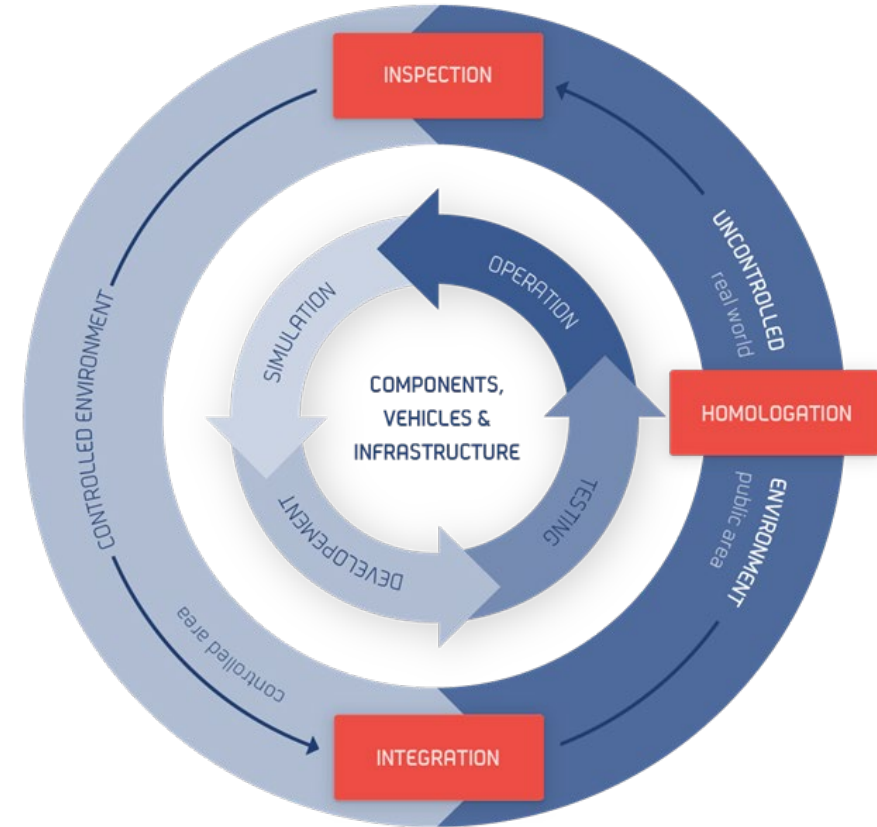 INSPECTION
UNCONTROLLED
real world
OPERATION
SIMULATION
CONTROLLED ENVIRONMENT
COMPONENTS,
VEHICLES &
INFRASTRUCTURE
HOMOLOGATION
TESTING
DEVELOPEMENT
ENVIRONMENT
public area
controlled area
INTEGRATION